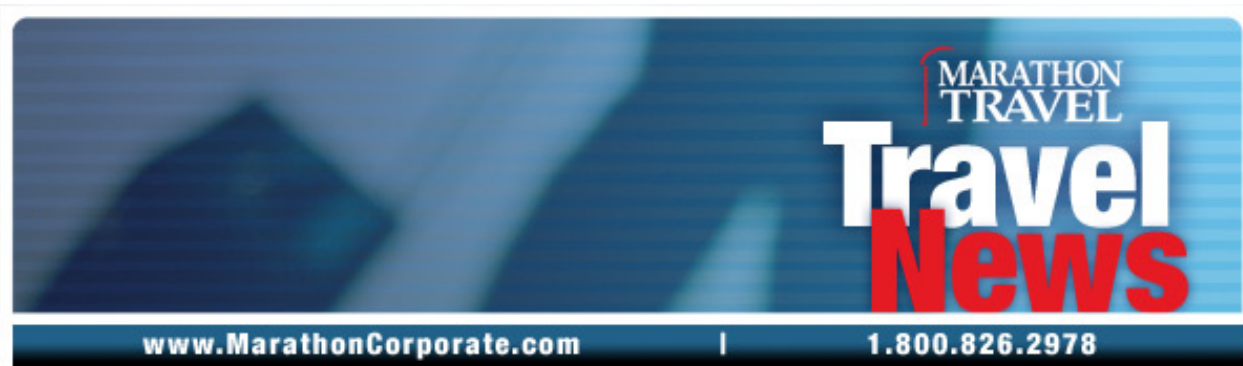 MARATHON
TRAVEL
Travel
News
www.MarathonCorporate.com | 1.800.826.2978